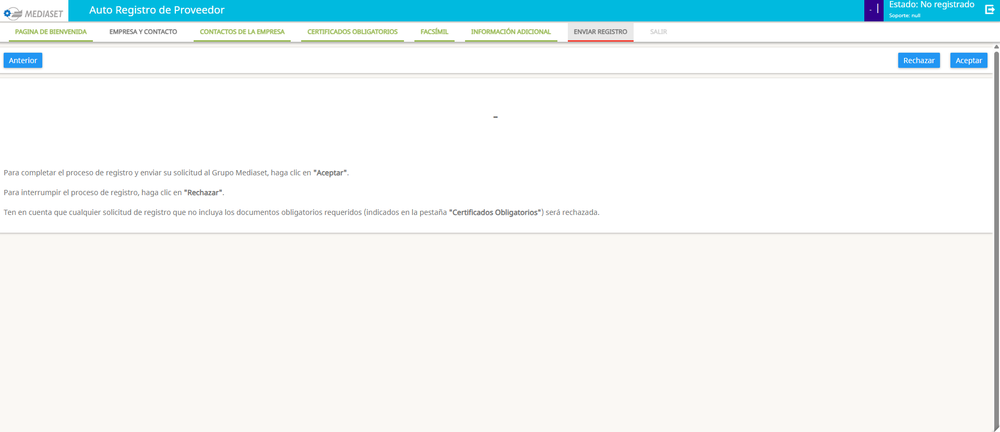 MEDIASET
Auto Registro de Proveedor
- |
Estado: No registrado
Soporte: null
PAGINA DE BIENVENIDA
EMPRESA Y CONTACTO
CONTACTOS DE LA EMPRESA
CERTIFICADOS OBLIGATORIOS
FACSÍMIL
INFORMACIÓN ADICIONAL
ENVIAR REGISTRO
SALIR
Anterior
Rechazar
Aceptar
-
Para completar el proceso de registro y enviar su solicitud al Grupo Mediaset, haga clic en "Aceptar".
Para interrumpir el proceso de registro, haga clic en "Rechazar".
Ten en cuenta que cualquier solicitud de registro que no incluya los documentos obligatorios requeridos (indicados en la pestaña "Certificados Obligatorios") será rechazada.